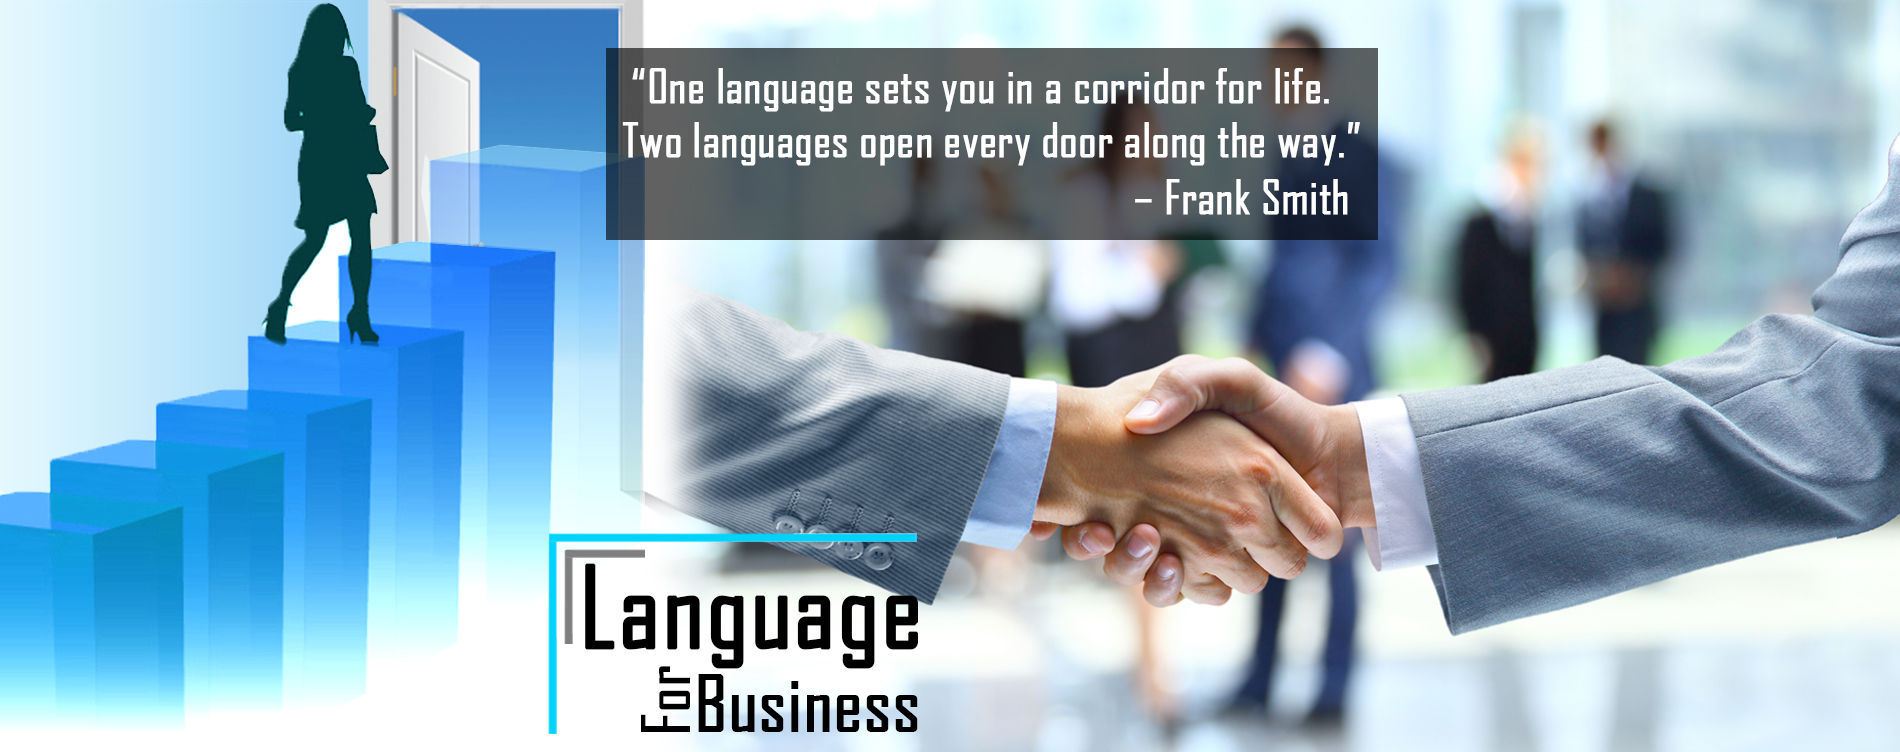 “One language sets you in a corridor for life.
Two languages open every door along the way.”
– Frank Smith
Language
For Business